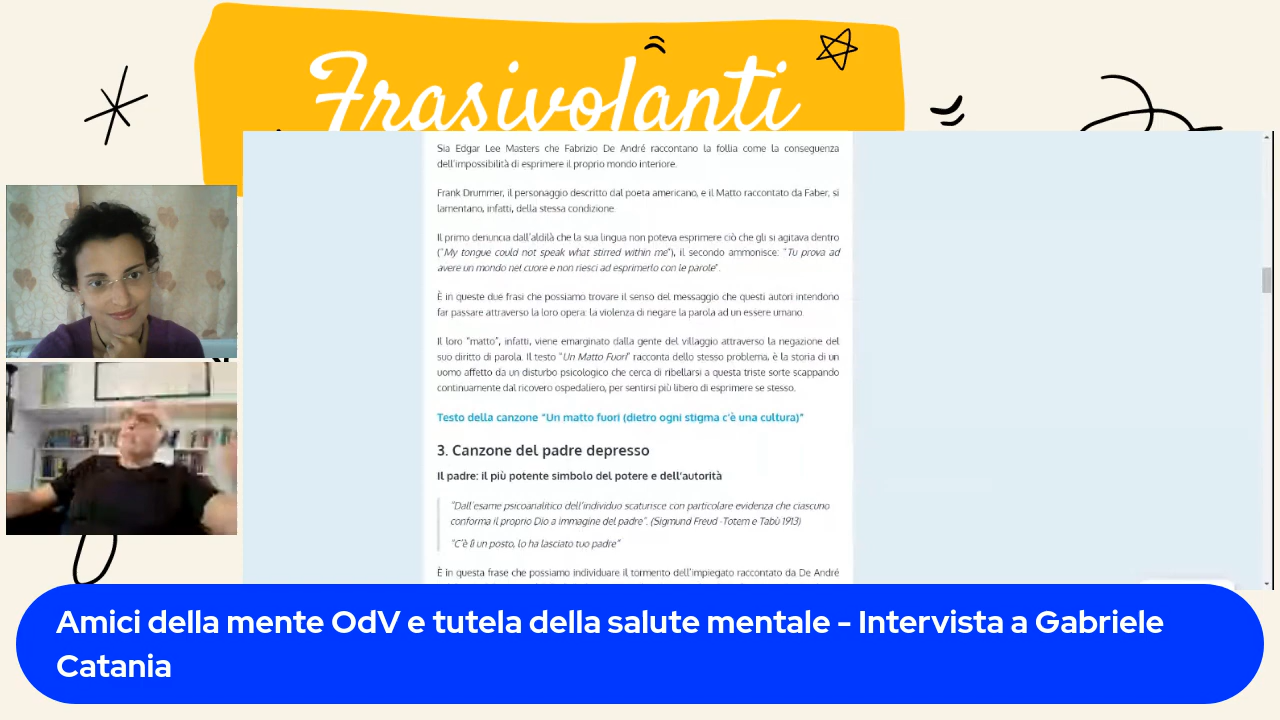 Frasivolanti
Sia Edgar Lee Masters che Fabrizio De André raccontano la follia come la conseguenza
dell'impossibilità di esprimere il proprio mondo interiore.
Frank Drummer, il personaggio descritto dal poeta americano, e il Matto raccontato da Faber, si
lamentano, infatti, della stessa condizione.
Il primo denuncia dall'aldilà che la sua lingua non poteva esprimere ciò che gli si agitava dentro
("My tongue could not speak what stirred within me"), il secondo ammonisce: "Tu prova ad
avere un mondo nel cuore e non riesci ad esprimerlo con le parole".
È in queste due frasi che possiamo trovare il senso del messaggio che questi autori intendono
far passare attraverso la loro opera: la violenza di negare la parola ad un essere umano.
Il loro "matto", infatti, viene emarginato dalla gente del villaggio attraverso la negazione del
suo diritto di parola. Il testo "Un Matto Fuori" racconta dello stesso problema, è la storia di un
uomo affetto da un disturbo psicologico che cerca di ribellarsi a questa triste sorte scappando
continuamente dal ricovero ospedaliero, per sentirsi più libero di esprimere se stesso.
Testo della canzone "Un matto fuori (dietro ogni stigma c'è una cultura)"
3. Canzone del padre depresso
Il padre: il più potente simbolo del potere e dell'autorità
"Dall'esame psicoanalitico dell'individuo scaturisce con particolare evidenza che ciascuno
conforma il proprio Dio a immagine del padre". (Sigmund Freud -Totem e Tabù 1913)
"C'è lì un posto, lo ha lasciato tuo padre"
È in questa frase che possiamo individuare il tormento dell'impiegato raccontato da De André
Amici della mente OdV e tutela della salute mentale - Intervista a Gabriele
Catania